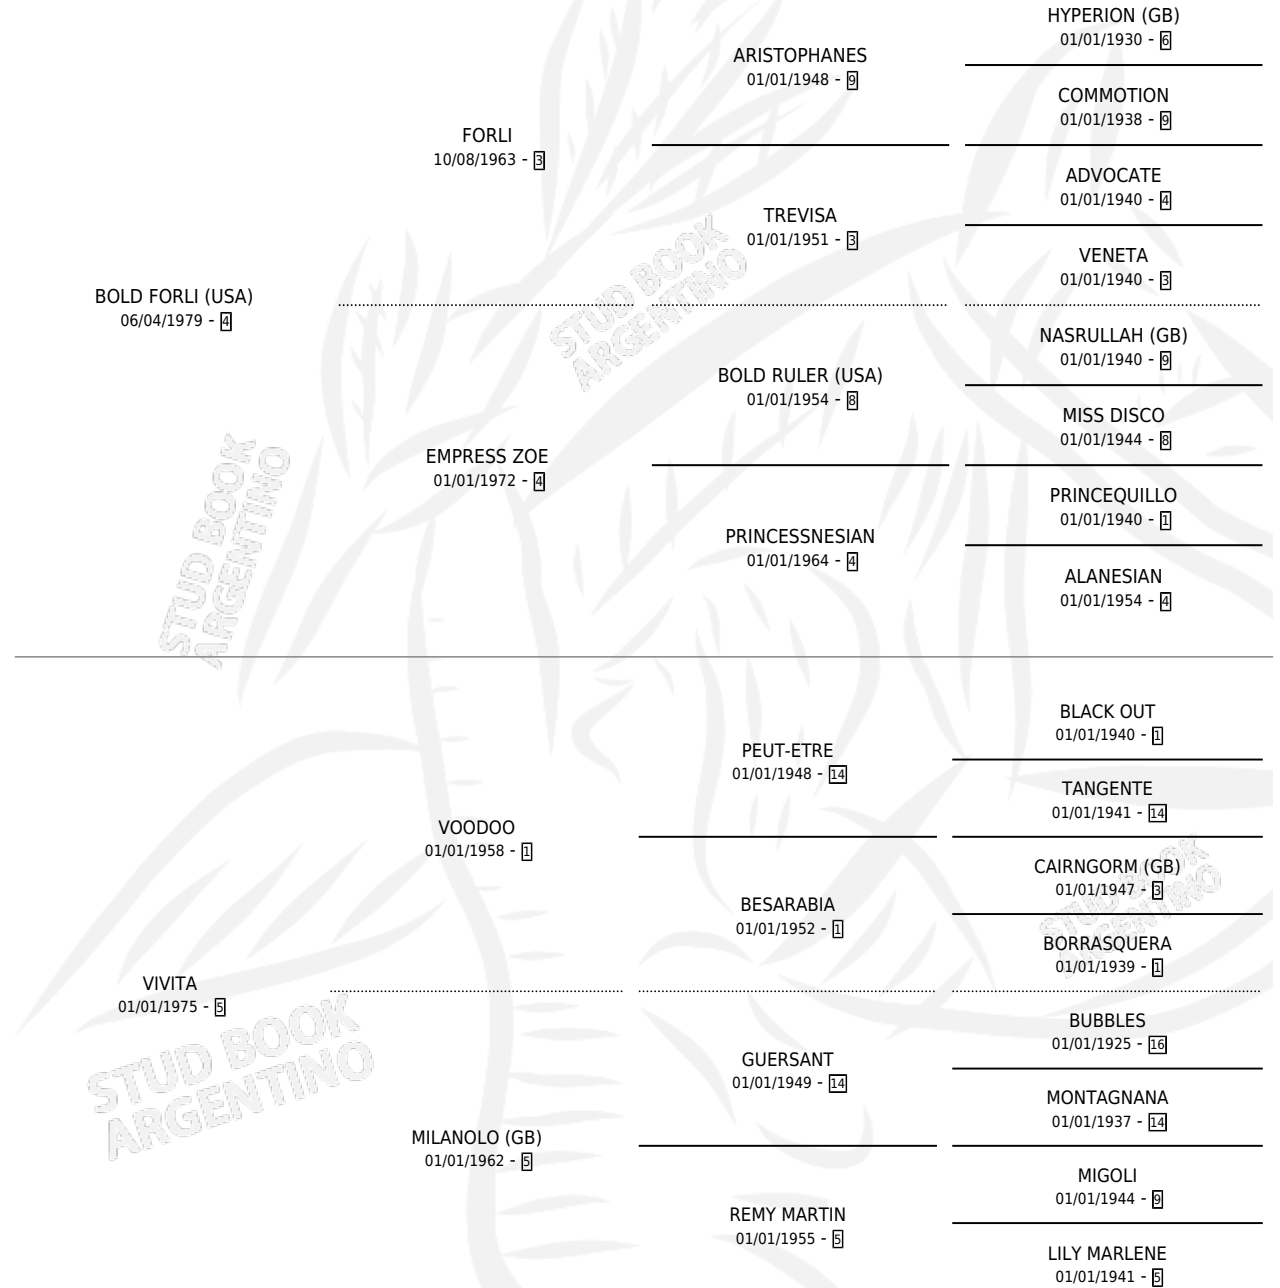 HYPERION (GB)
01/01/1930 - 6
ARISTOPHANES
01/01/1948 - 9
COMMOTION
01/01/1938 - 9
FORLI
10/08/1963 - 3
ADVOCATE
01/01/1940 - 4
TREVISA
01/01/1951 - 3
VENETA
01/01/1940 - 3
BOLD FORLI (USA)
06/04/1979 - 4
NASRULLAH (GB)
01/01/1940 - 9
BOLD RULER (USA)
01/01/1954 - 8
MISS DISCO
01/01/1944 - 8
EMPRESS ZOE
01/01/1972 - 4
PRINCEQUILLO
01/01/1940 - 1
PRINCESSNESIAN
01/01/1964 - 4
ALANESIAN
01/01/1954 - 4
STUD BOOK
ARGENTINO
STUD BOOK
ARGENTINO
BLACK OUT
01/01/1940 - 1
PEUT-ETRE
01/01/1948 - 14
TANGENTE
01/01/1941 - 14
VOODOO
01/01/1958 - 1
CAIRNGORM (GB)
01/01/1947 - 3
BESARABIA
01/01/1952 - 1
BORRASQUERA
01/01/1939 - 1
VIVITA
01/01/1975 - 5
BUBBLES
01/01/1925 - 16
GUERSANT
01/01/1949 - 14
MONTAGNANA
01/01/1937 - 14
MILANOLO (GB)
01/01/1962 - 5
MIGOLI
01/01/1944 - 9
REMY MARTIN
01/01/1955 - 5
LILY MARLENE
01/01/1941 - 5
STUD BOOK
ARGENTINO
STUD BOOK
ARGENTINO